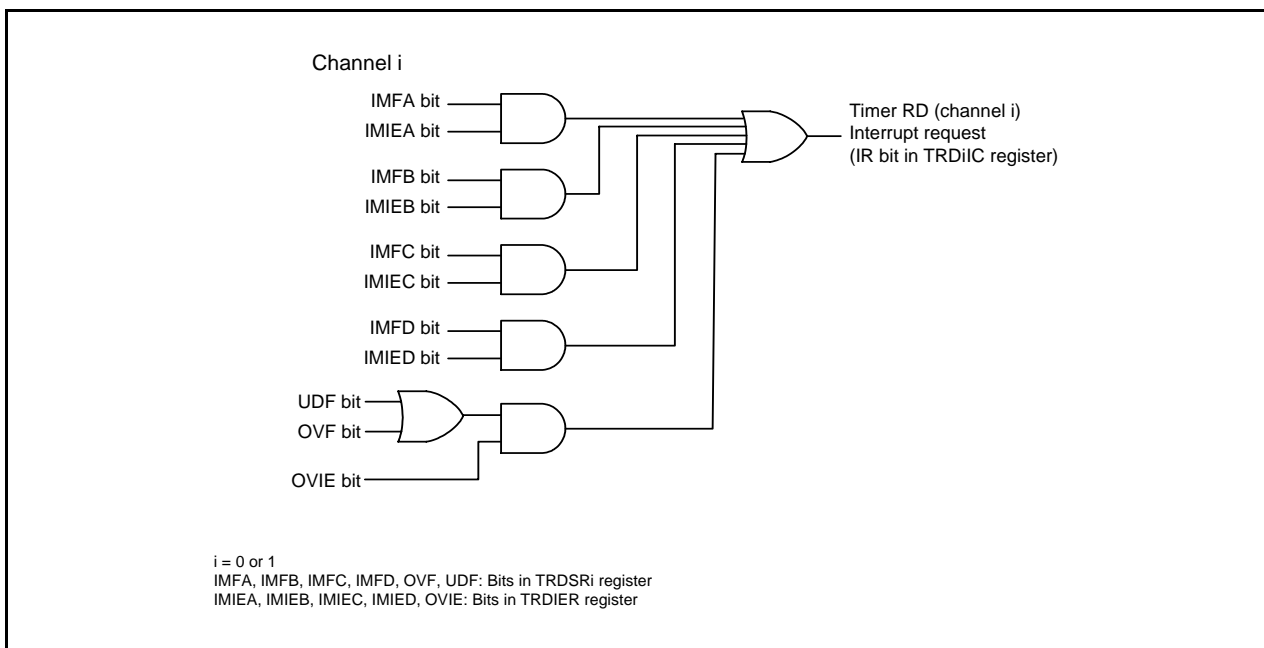 Channel i
IMFA bit
IMIEA bit
IMFB bit
IMIEB bit
IMFC bit
IMIEC bit
IMFD bit
IMIED bit
UDF bit
OVF bit
OVIE bit
Timer RD (channel i)
Interrupt request
(IR bit in TRDiIC register)
i = 0 or 1
IMFA, IMFB, IMFC, IMFD, OVF, UDF: Bits in TRDSRi register
IMIEA, IMIEB, IMIEC, IMIED, OVIE: Bits in TRDIER register